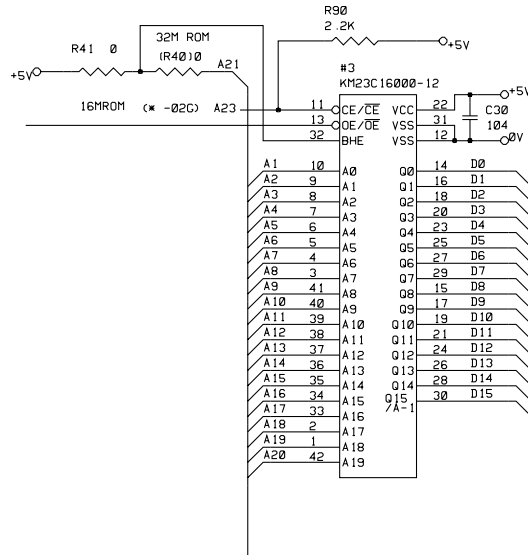 R90
2.2K
+5V
R41 0
32M ROM
(R40)0
A21
+5V
#3
KM23C16000-12
16MROM (* -02G) A23
11 CE/CE VCC 22 +5V
13 OE/OE VSS 31 C30
32 BHE VSS 12 104
0V
A1 10 A0 Q0 14 D0
A2 9 A1 Q1 16 D1
A3 8 A2 Q2 18 D2
A4 7 A3 Q3 20 D3
A5 6 A4 Q4 23 D4
A6 5 A5 Q5 25 D5
A7 4 A6 Q6 27 D6
A8 3 A7 Q7 29 D7
A9 41 A8 Q8 15 D8
A10 40 A9 Q9 17 D9
A11 39 A10 Q10 19 D10
A12 38 A11 Q11 21 D11
A13 37 A12 Q12 24 D12
A14 36 A13 Q13 26 D13
A15 35 A14 Q14 28 D14
A16 34 A15 Q15 30 D15
/A-1
A17 33 A16
A18 2 A17
A19 1 A18
A20 42 A19